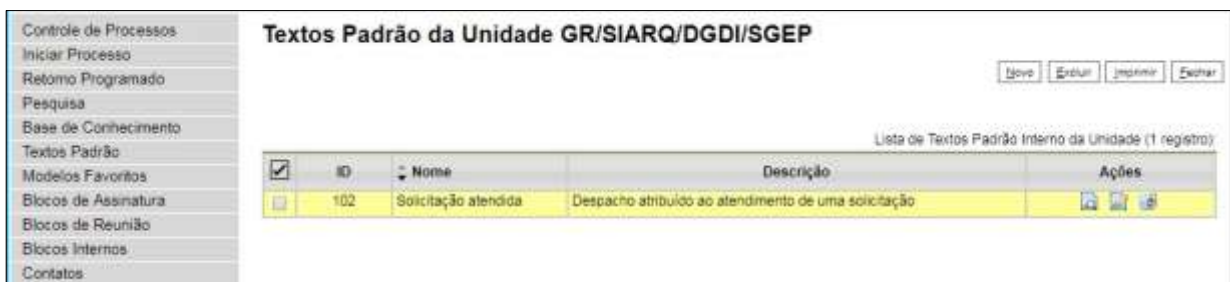 Controle de Processos
Iniciar Processo
Retorno Programado
Pesquisa
Base de Conhecimento
Textos Padrão
Modelos Favoritos
Blocos de Assinatura
Blocos de Reunião
Blocos Internos
Contatos
Textos Padrão da Unidade GR/SIARQ/DGDI/SGEP
Novo Excluir Imprimir Fechar
Lista de Textos Padrão Interno da Unidade (1 registro):
ID Nome Descrição Ações
102 Solicitação atendida Despacho atribuído ao atendimento de uma solicitação